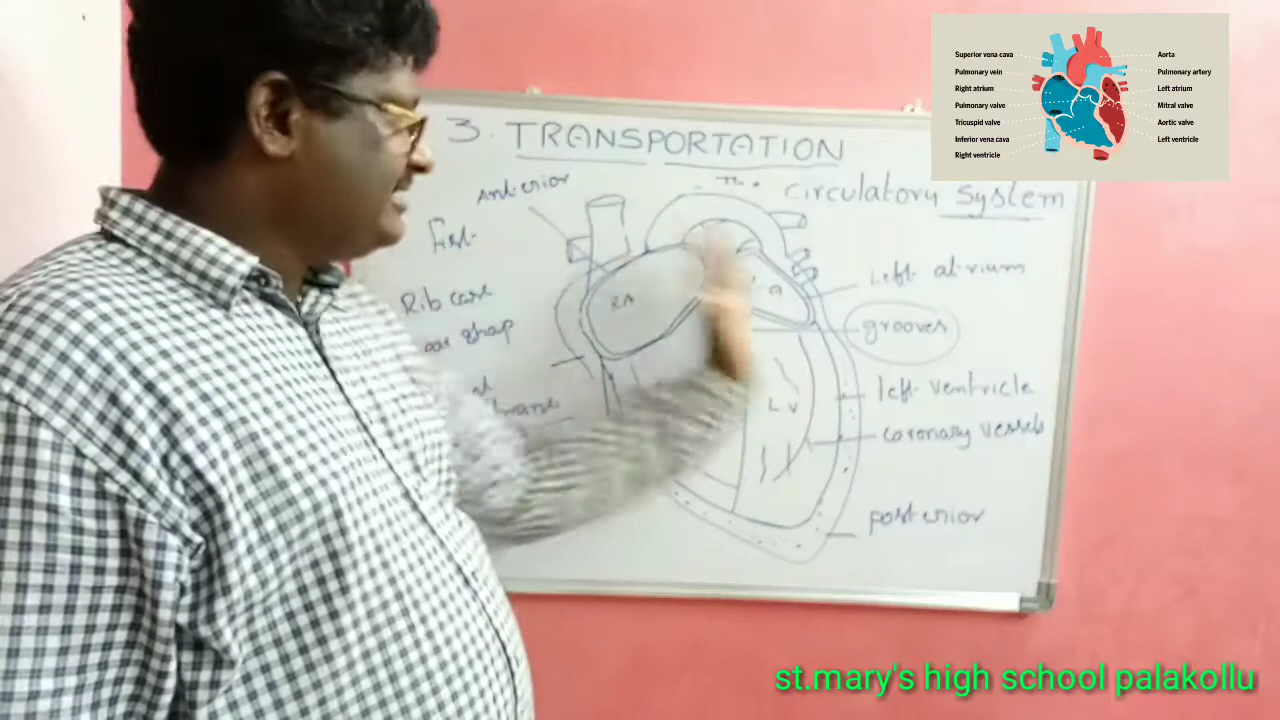 3. TRANSPORTATION
The Circulatory System
Anterior
Rib case
RA
Left atrium
grooves
left ventricle
L V
coronary vessels
posterior
Superior vena cava
Pulmonary vein
Right atrium
Pulmonary valve
Tricuspid valve
Inferior vena cava
Right ventricle
Aorta
Pulmonary artery
Left atrium
Mitral valve
Aortic valve
Left ventricle
st.mary's high school palakollu